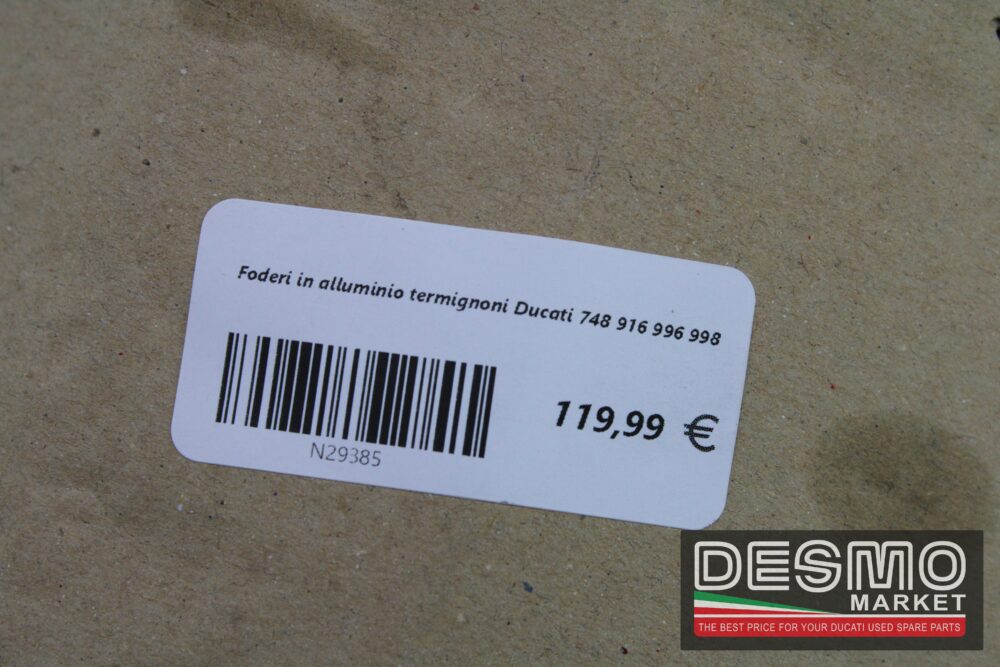 Foderi in alluminio termignoni Ducati 748 916 996 998
119,99 €
N29385
DESMO
MARKET
THE BEST PRICE FOR YOUR DUCATI USED SPARE PARTS